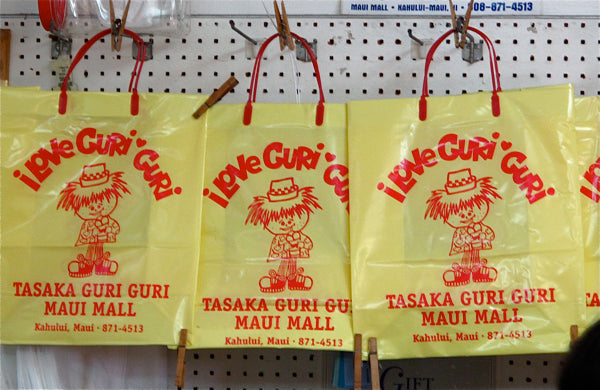 MAUI MALL • KAHULUI-MAUI,
808-871-4513
I LOVE GURI • GURI
TASAKA GURI GURI
MAUI MALL
Kahului, Maui • 871-4513
I LOVE GURI GURI
TASAKA GURI GU
MAUI MALL
Kahului, Maui • 871-4513
I LOVE GURI GURI
TASAKA GURI GURI
MAUI MALL
Kahului, Maui • 871-4513
GIFT